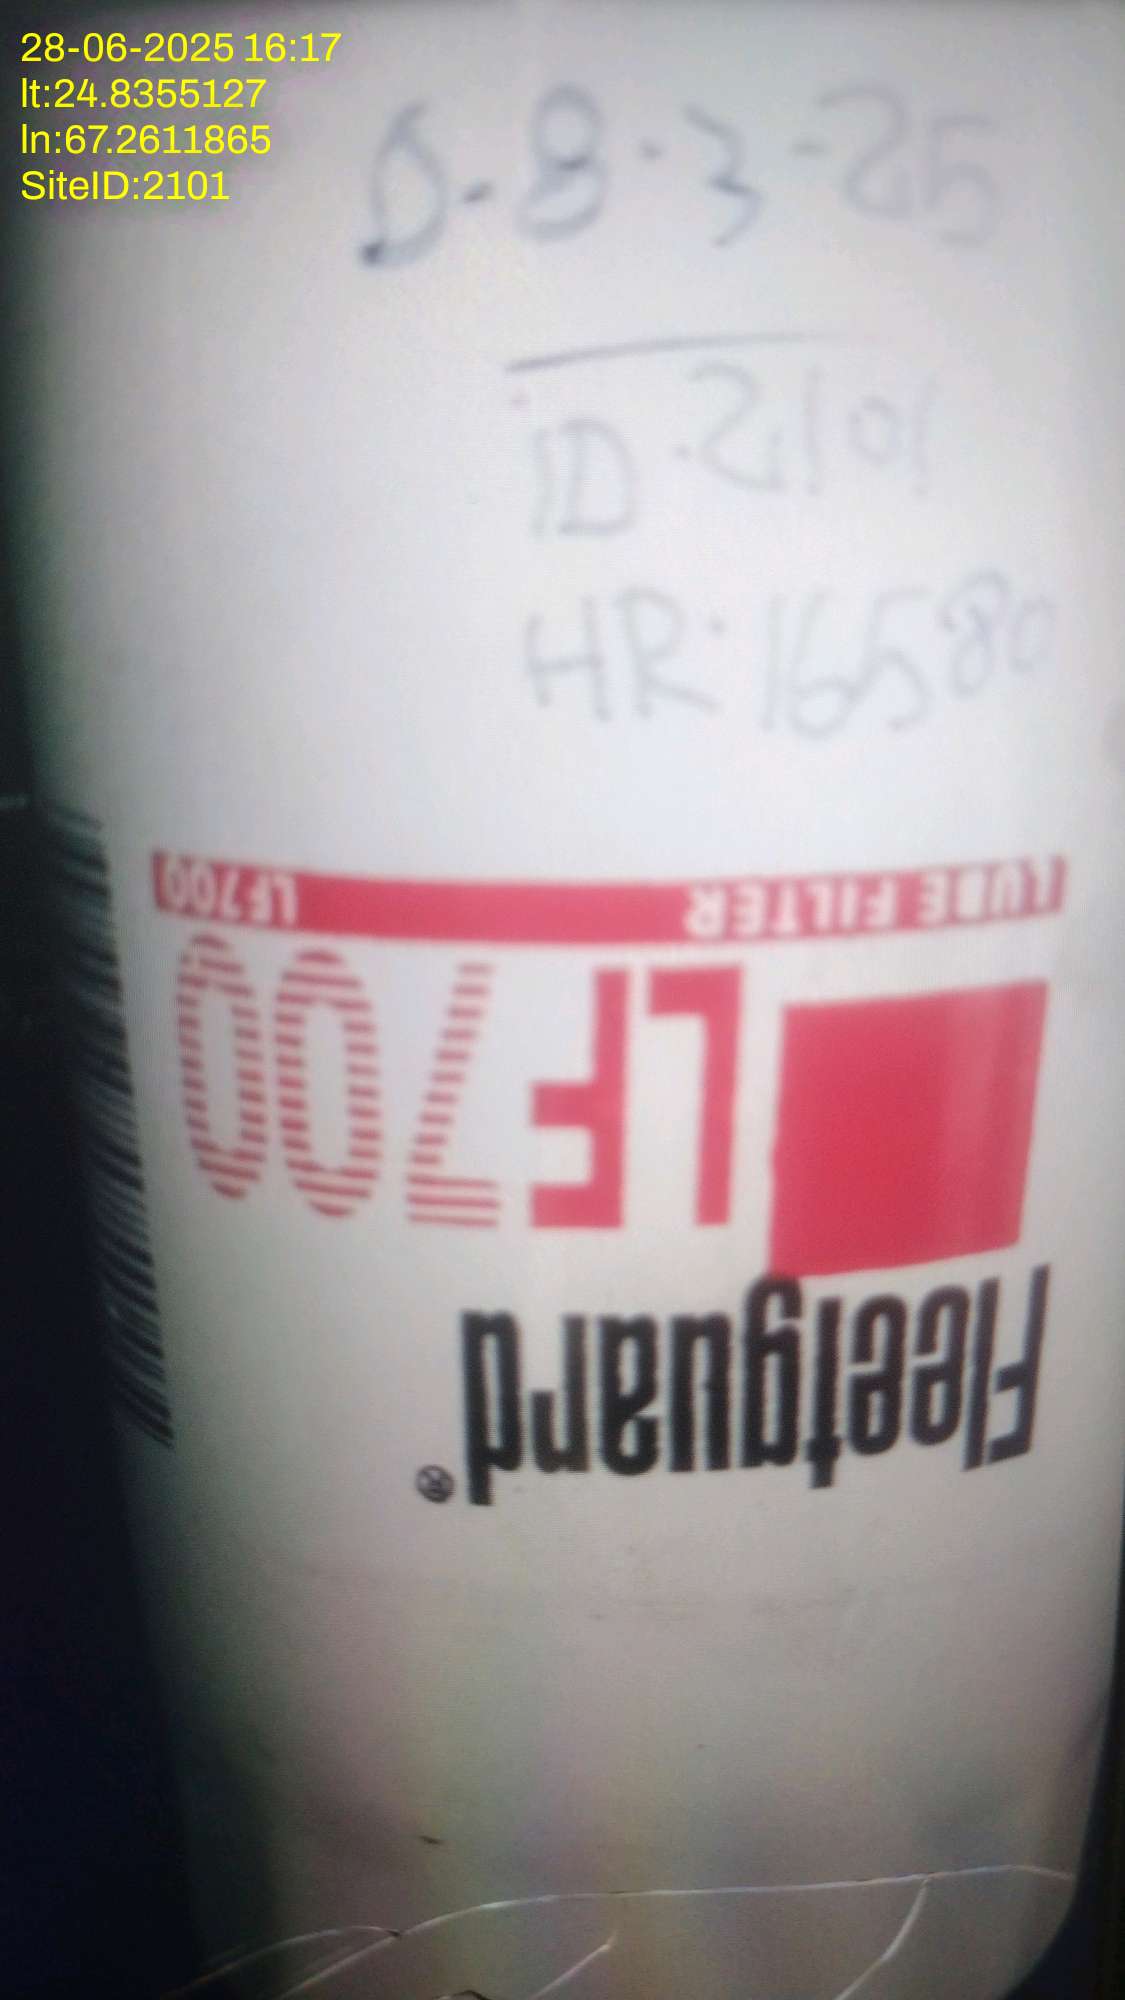 28-06-2025 16:17
lt:24.8355127
ln:67.2611865
SiteID:2101
D-8-3-25
ID.2101
HR:16580
LUBE FILTER LF700
LF700
Fleetguard®